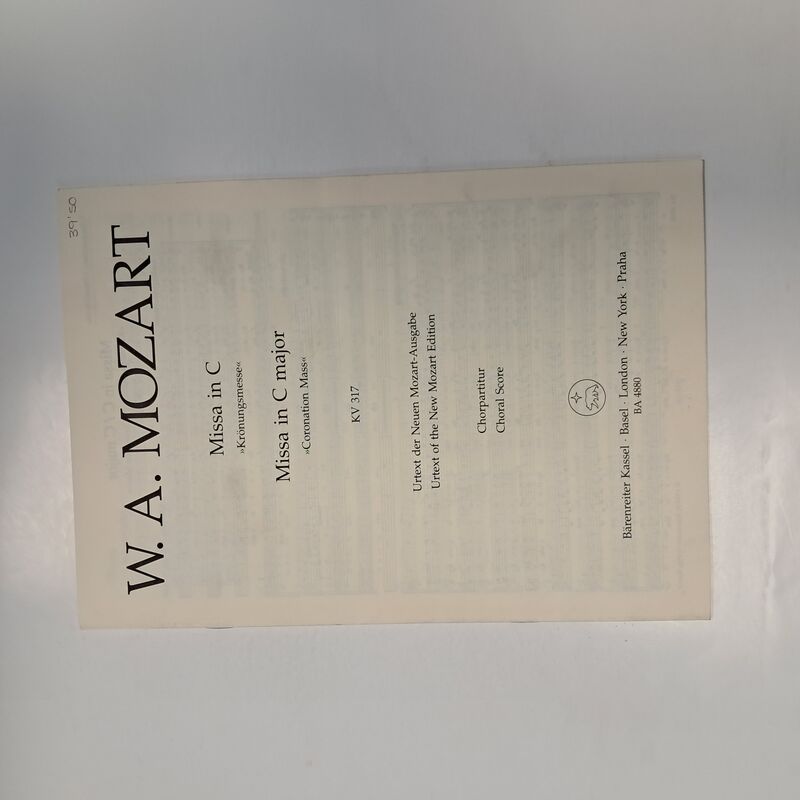 39'50
W. A. MOZART
Missa in C
»Krönungsmesse«
Missa in C major
»Coronation Mass«
KV 317
Urtext der Neuen Mozart-Ausgabe
Urtext of the New Mozart Edition
Chorpartitur
Choral Score
Bärenreiter Kassel · Basel · London · New York · Praha
BA 4880